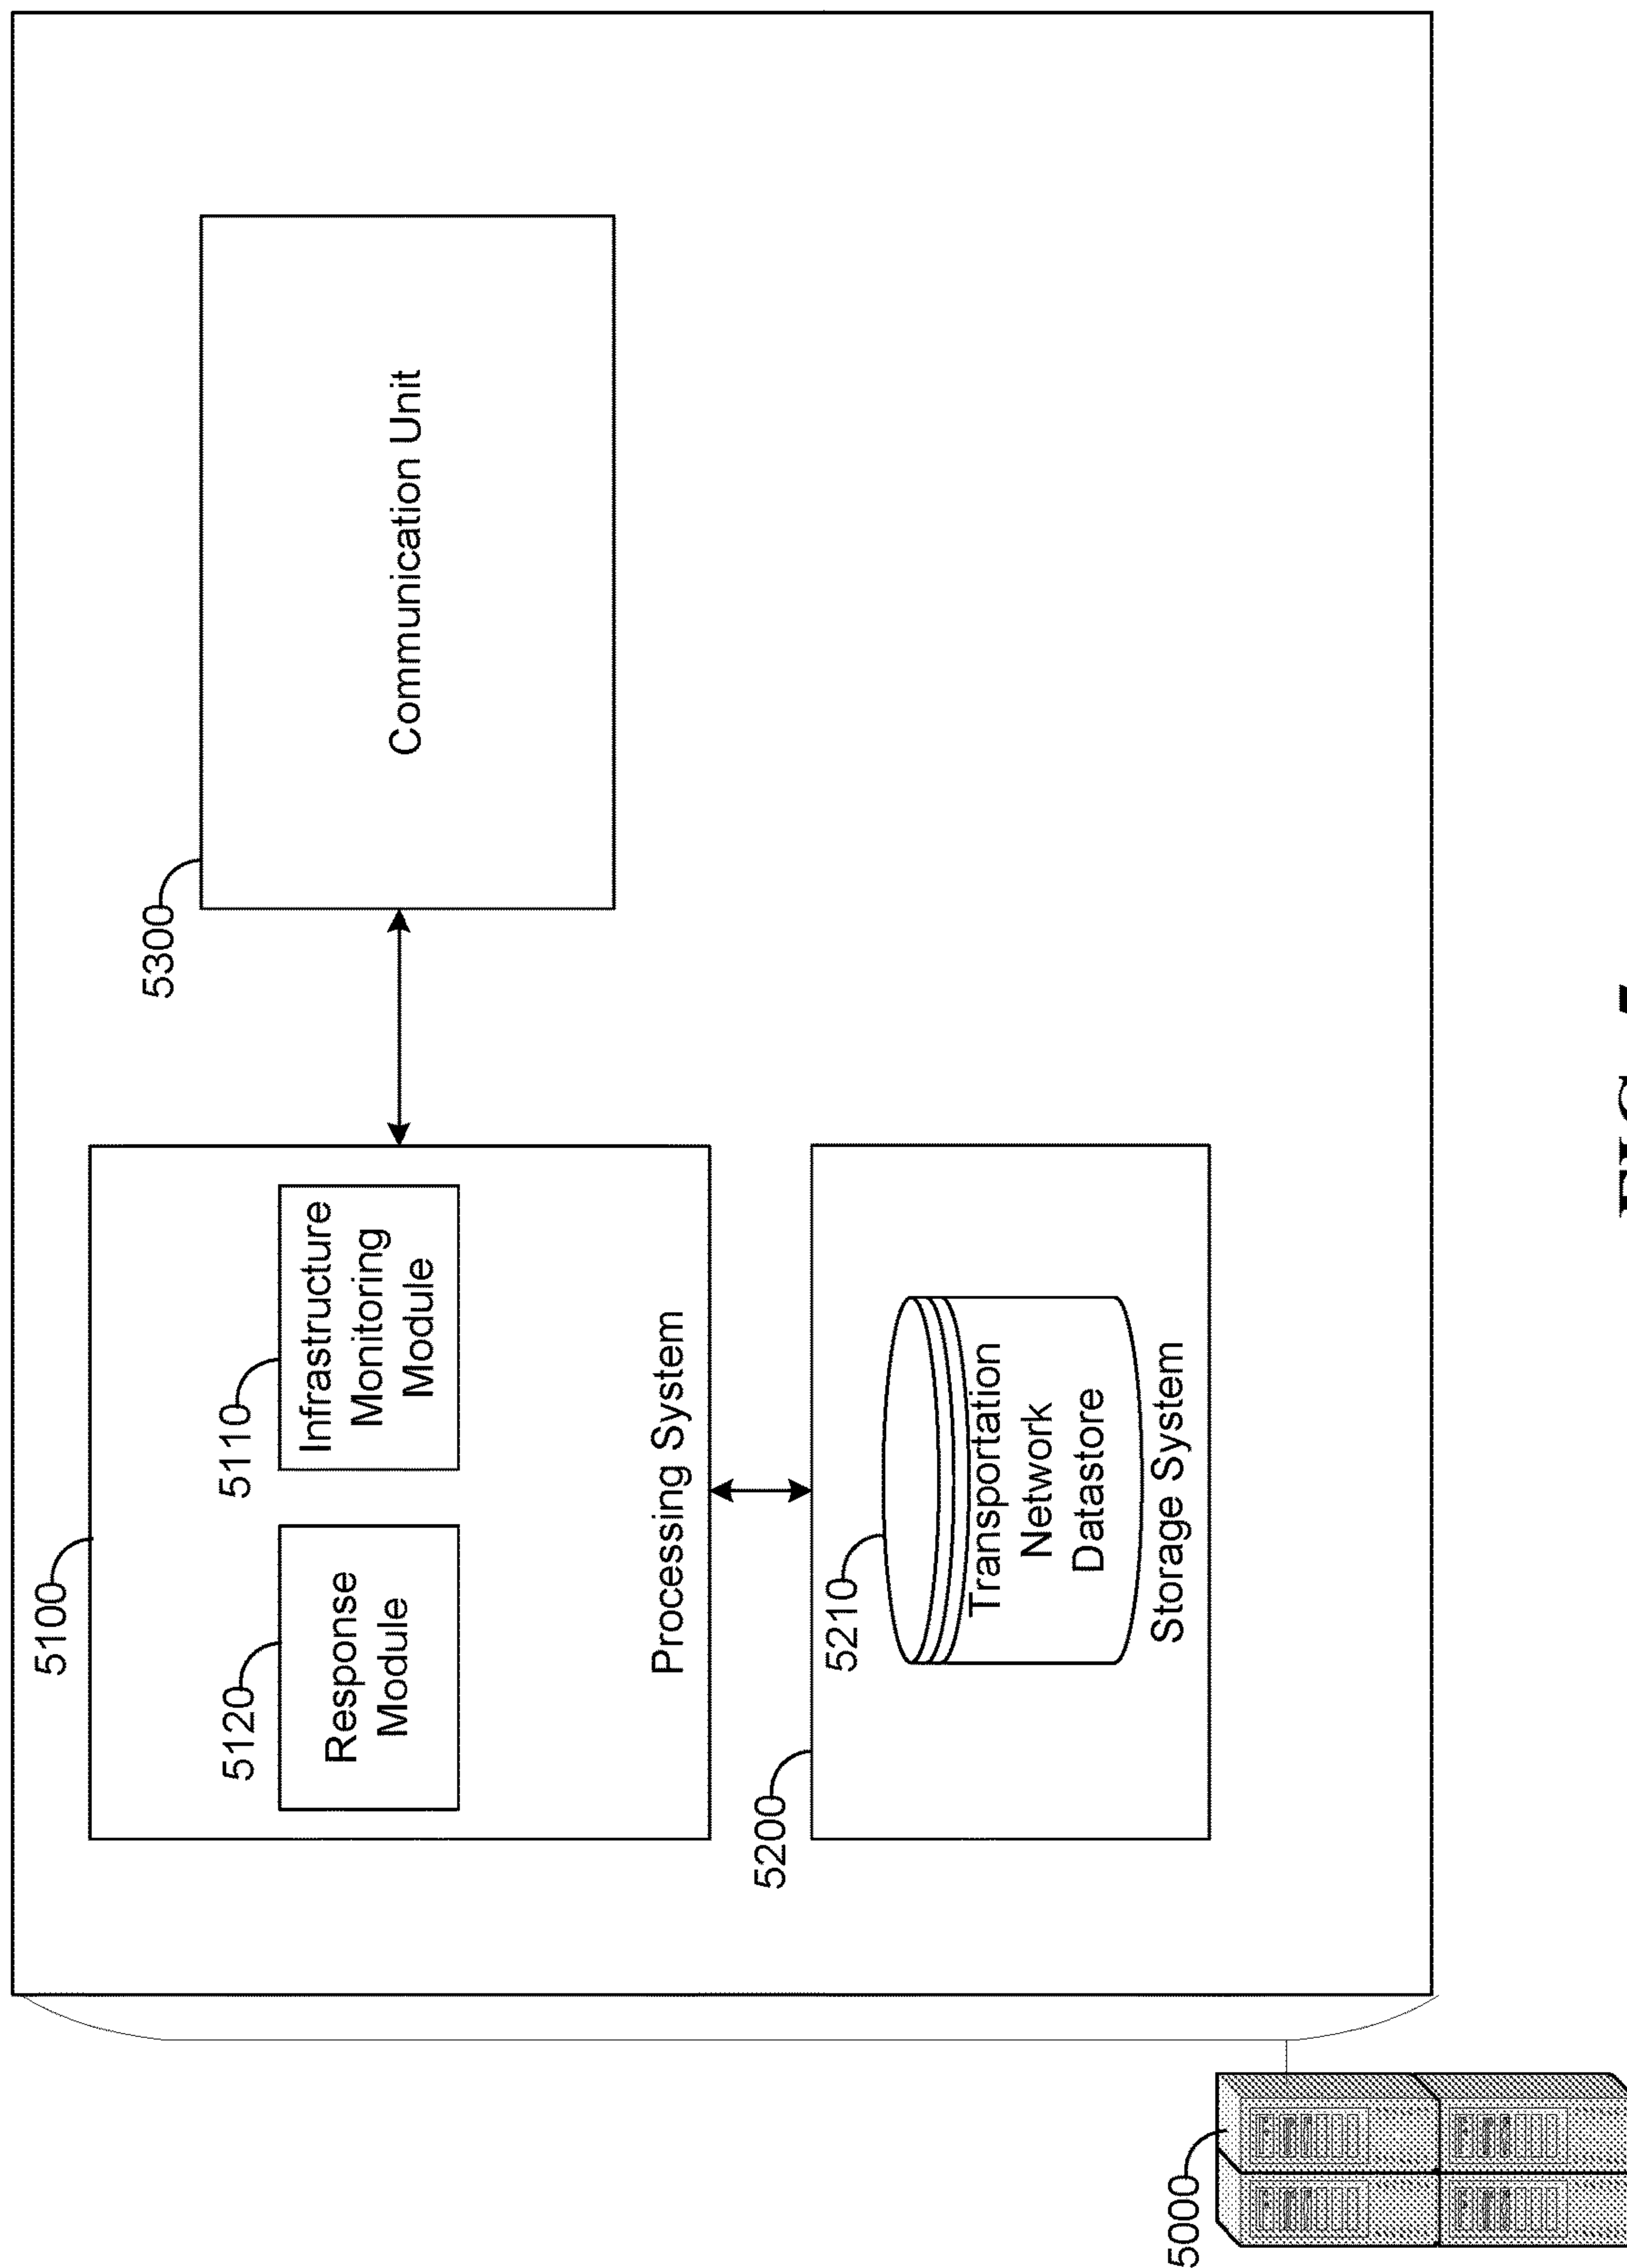 5100
5300
5120
5110
Response
Module
Infrastructure
Monitoring
Module
Communication Unit
Processing System
5200
5210
Transportation
Network
Datastore
Storage System
5000
FIG.